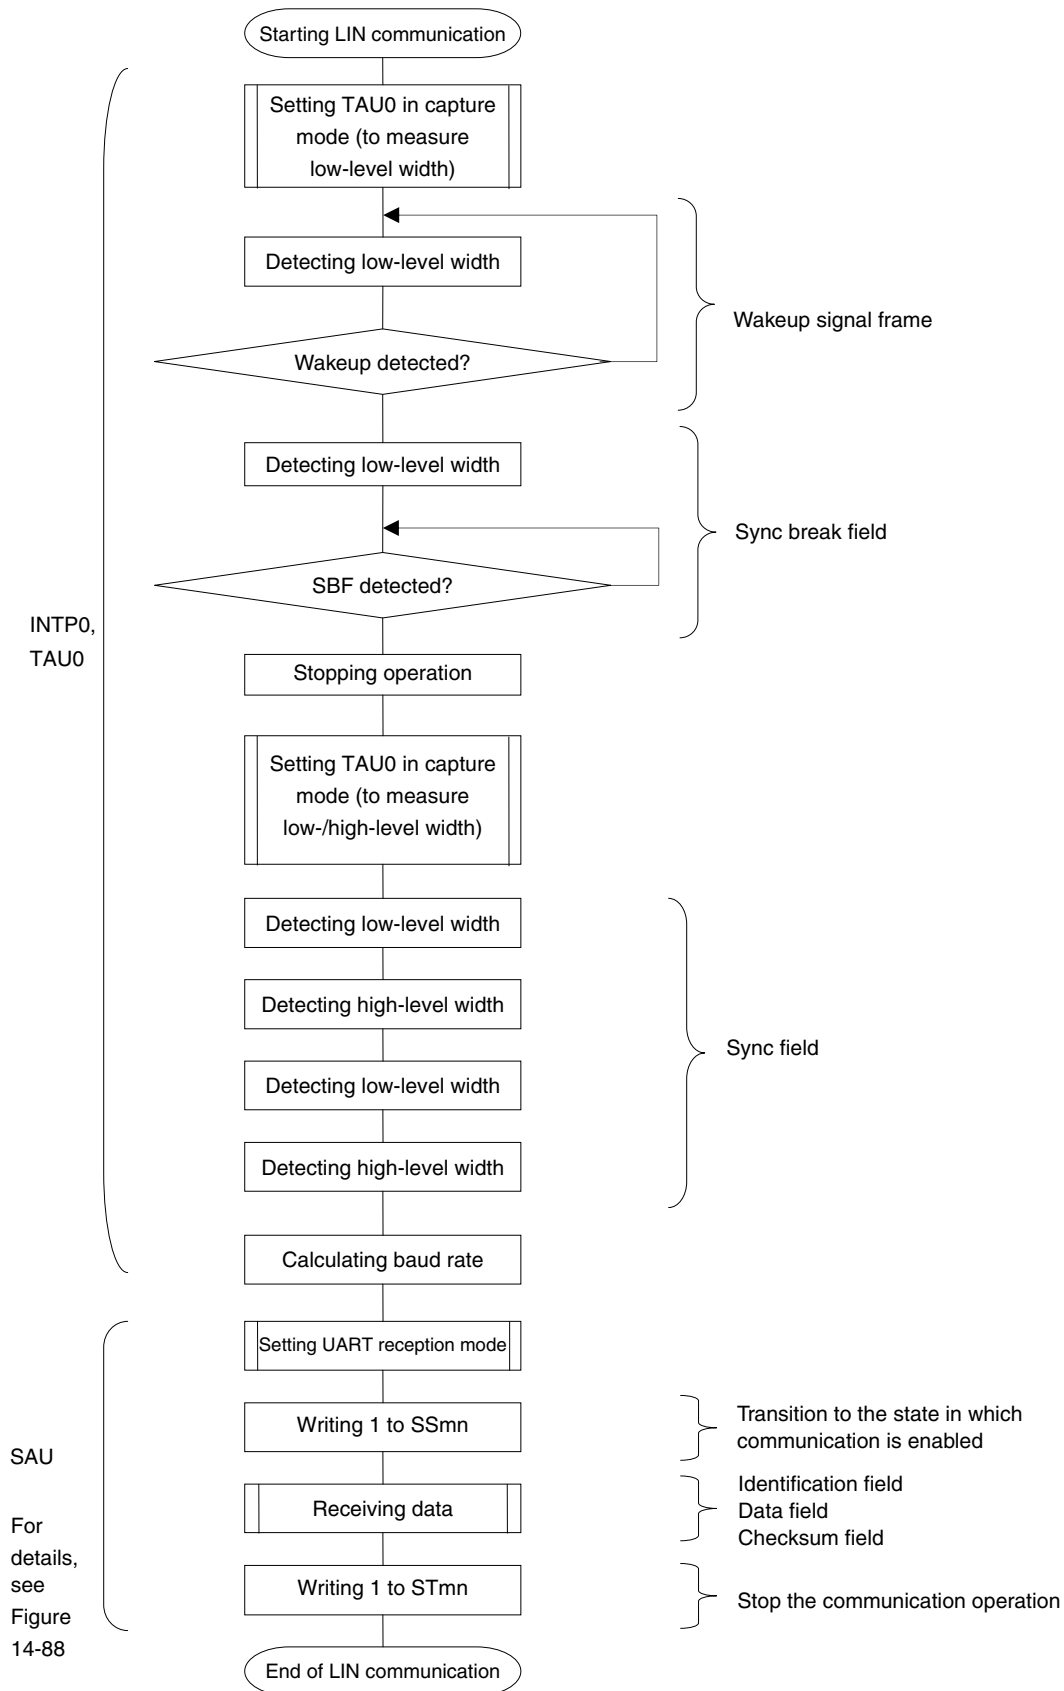 Starting LIN communication
Setting TAU0 in capture
mode (to measure
low-level width)
Detecting low-level width
Wakeup detected?
Wakeup signal frame
Detecting low-level width
SBF detected?
Sync break field
INTP0,
TAU0
Stopping operation
Setting TAU0 in capture
mode (to measure
low-/high-level width)
Detecting low-level width
Detecting high-level width
Detecting low-level width
Detecting high-level width
Sync field
Calculating baud rate
Setting UART reception mode
Writing 1 to SSmn
Transition to the state in which
communication is enabled
Receiving data
Identification field
Data field
Checksum field
Writing 1 to STmn
Stop the communication operation
SAU
For
details,
see
Figure
14-88
End of LIN communication